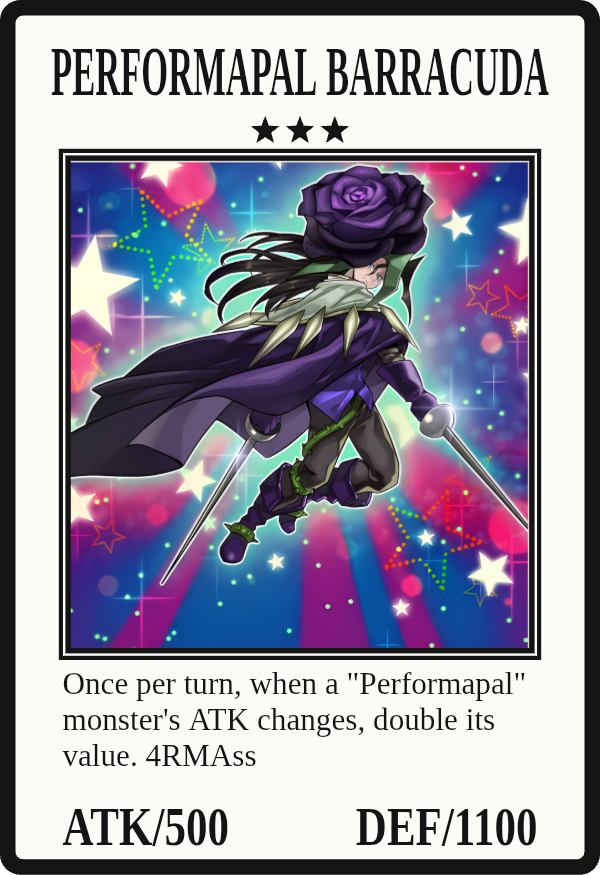 PERFORMAPAL BARRACUDA
Once per turn, when a "Performapal"
monster's ATK changes, double its
value. 4RMAss
ATK/500 DEF/1100